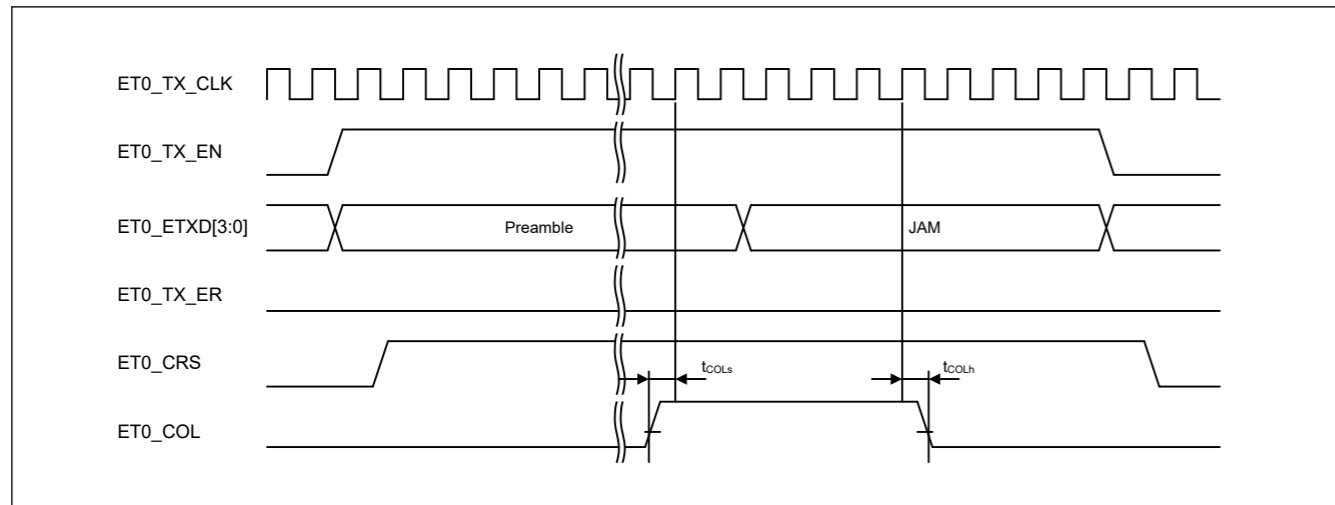 ET0_TX_CLK
ET0_TX_EN
ET0_ETXD[3:0]
Preamble
JAM
ET0_TX_ER
ET0_CRS
tCOLs
tCOLh
ET0_COL